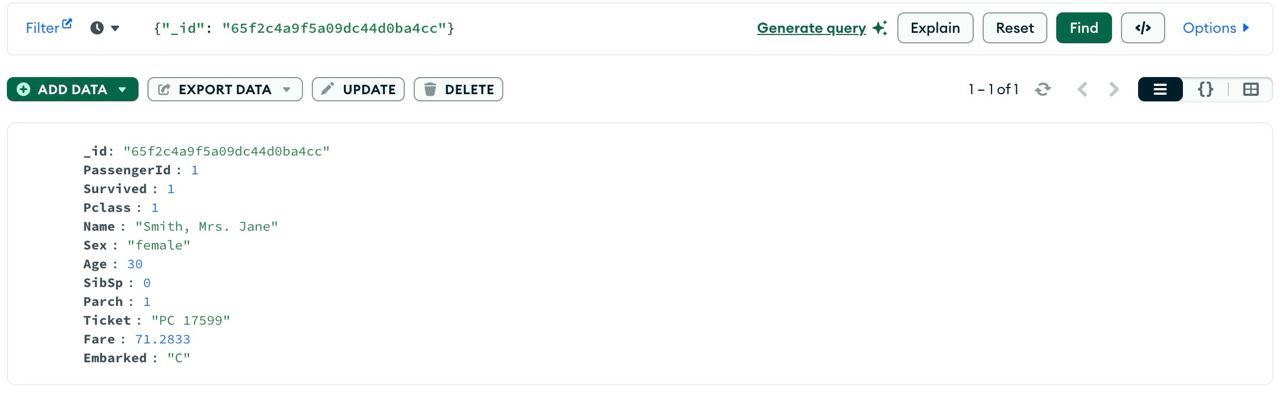 Filter {"_id": "65f2c4a9f5a09dc44d0ba4cc"} Generate query Explain Reset Find </> Options
ADD DATA EXPORT DATA UPDATE DELETE 1 – 1 of 1 {}
_id: "65f2c4a9f5a09dc44d0ba4cc"
PassengerId : 1
Survived : 1
Pclass : 1
Name : "Smith, Mrs. Jane"
Sex : "female"
Age : 30
SibSp : 0
Parch : 1
Ticket : "PC 17599"
Fare : 71.2833
Embarked : "C"